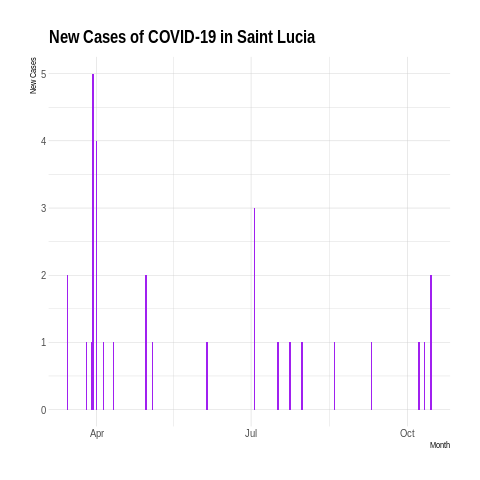 New Cases of COVID-19 in Saint Lucia
New Cases
5
4
3
2
1
0
Apr
Jul
Oct
Month